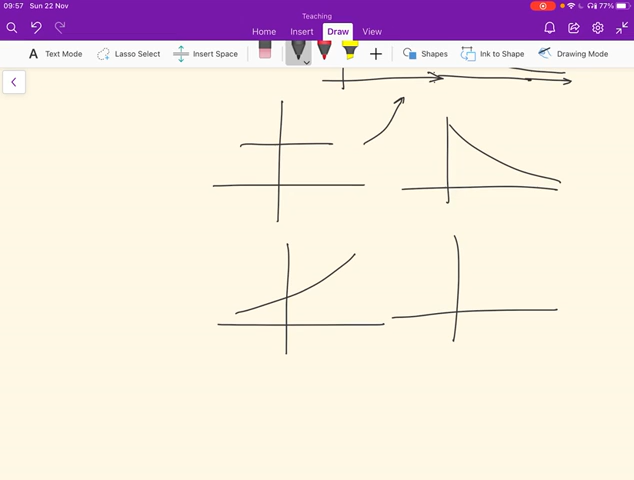 09:57 Sun 22 Nov
77%
Teaching
Home Insert Draw View
A Text Mode Lasso Select Insert Space Shapes Ink to Shape Drawing Mode